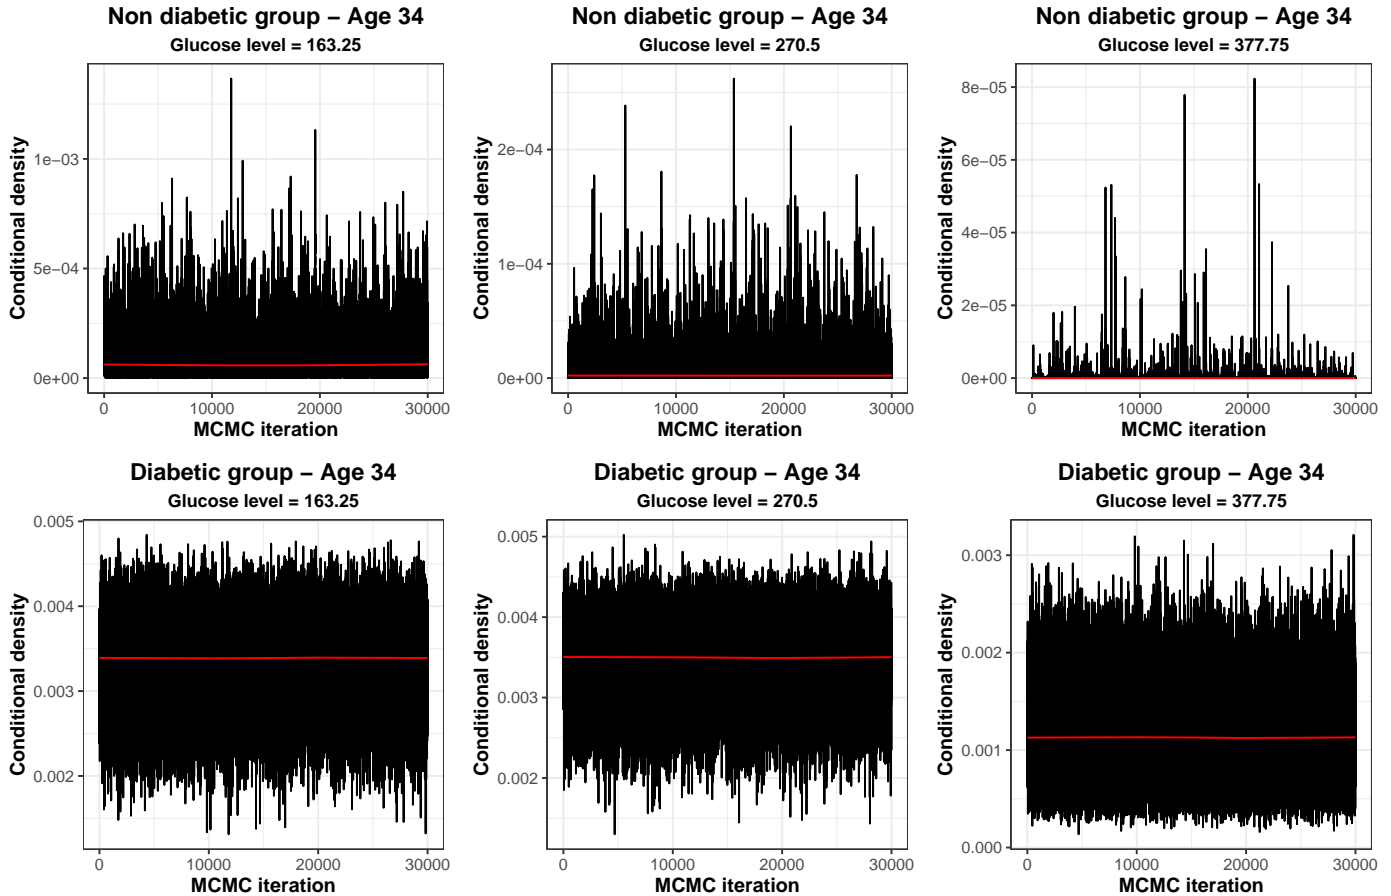 Non diabetic group – Age 34
Glucose level = 163.25
Conditional density
1e−03
5e−04
0e+00
0 10000 20000 30000
MCMC iteration
Non diabetic group – Age 34
Glucose level = 270.5
Conditional density
2e−04
1e−04
0e+00
0 10000 20000 30000
MCMC iteration
Non diabetic group – Age 34
Glucose level = 377.75
Conditional density
8e−05
6e−05
4e−05
2e−05
0e+00
0 10000 20000 30000
MCMC iteration
Diabetic group – Age 34
Glucose level = 163.25
Conditional density
0.005
0.004
0.003
0.002
0 10000 20000 30000
MCMC iteration
Diabetic group – Age 34
Glucose level = 270.5
Conditional density
0.005
0.004
0.003
0.002
0 10000 20000 30000
MCMC iteration
Diabetic group – Age 34
Glucose level = 377.75
Conditional density
0.003
0.002
0.001
0.000
0 10000 20000 30000
MCMC iteration